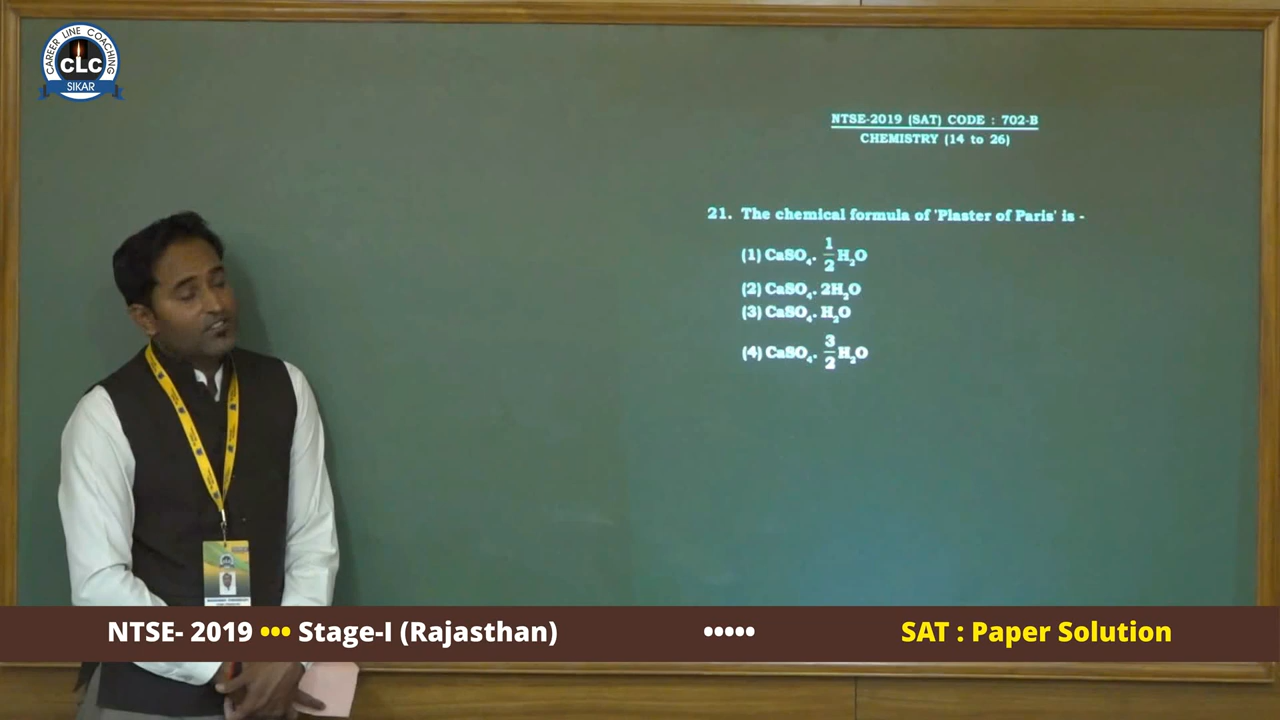 CAREER LINE COACHING
CLC
SIKAR
NTSE-2019 (SAT) CODE : 702-B
CHEMISTRY (14 to 26)
21. The chemical formula of 'Plaster of Paris' is -
(1) CaSO₄. 1/2 H₂O
(2) CaSO₄. 2H₂O
(3) CaSO₄. H₂O
(4) CaSO₄. 3/2 H₂O
NTSE- 2019 ••• Stage-I (Rajasthan) ••••• SAT : Paper Solution